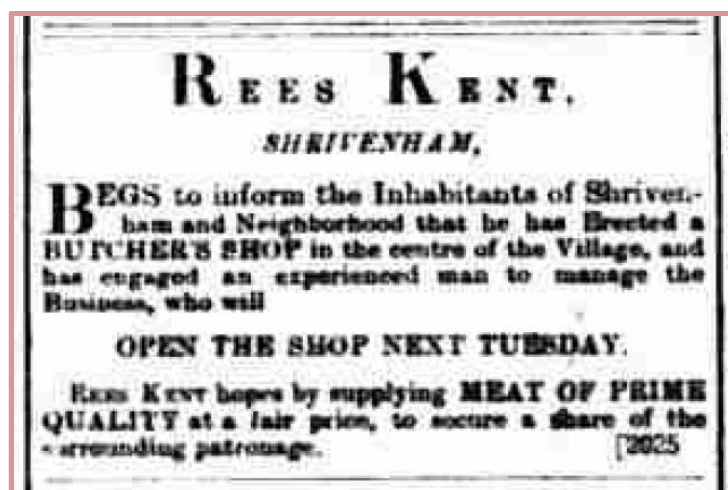 REES KENT,
SHRIVENHAM,
BEGS to inform the Inhabitants of Shriven-
ham and Neighborhood that he has Erected a
BUTCHER'S SHOP in the centre of the Village, and
has engaged an experienced man to manage the
Business, who will
OPEN THE SHOP NEXT TUESDAY.
REES KENT hopes by supplying MEAT OF PRIME
QUALITY at a fair price, to secure a share of the
surrounding patronage. [2025